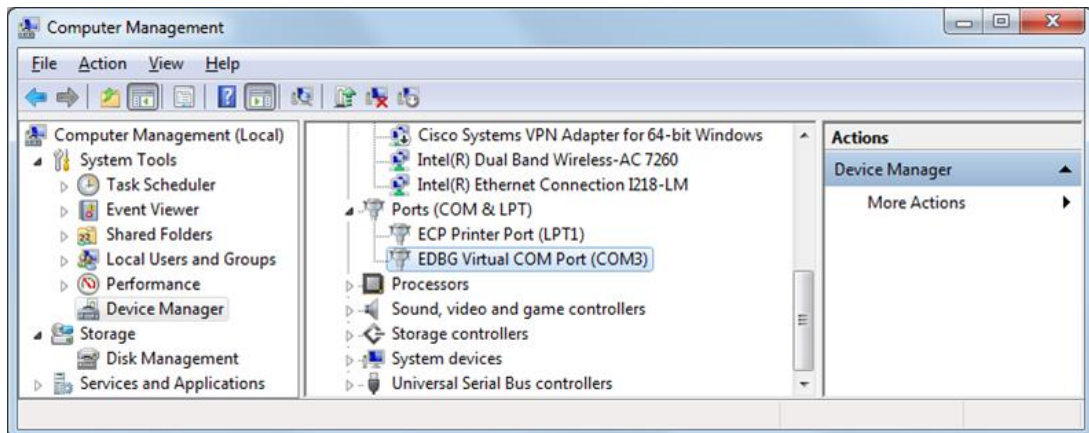 Computer Management
File Action View Help
Computer Management (Local)
System Tools
Task Scheduler
Event Viewer
Shared Folders
Local Users and Groups
Performance
Device Manager
Storage
Disk Management
Services and Applications
Cisco Systems VPN Adapter for 64-bit Windows
Intel(R) Dual Band Wireless-AC 7260
Intel(R) Ethernet Connection I218-LM
Ports (COM & LPT)
ECP Printer Port (LPT1)
EDBG Virtual COM Port (COM3)
Processors
Sound, video and game controllers
Storage controllers
System devices
Universal Serial Bus controllers
Actions
Device Manager
More Actions